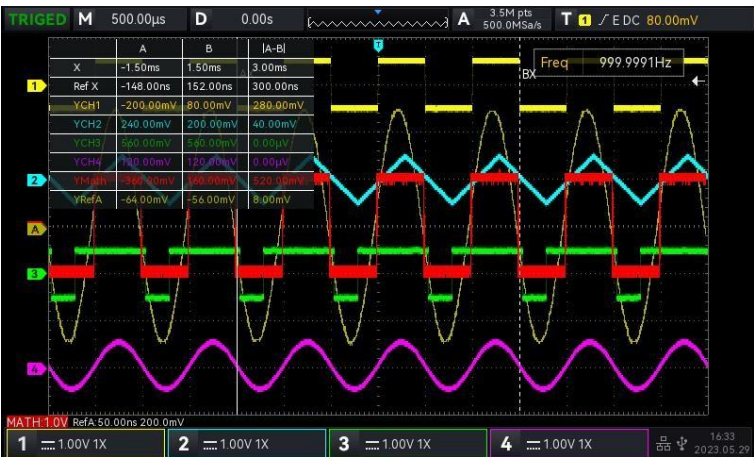 TRIGED M 500.00µs D 0.00s A 3.5M pts 500.0MSa/s T 1 E DC 80.00mV
T
A B |A-B|
X -1.50ms 1.50ms 3.00ms
Ref X -148.00ns 152.00ns 300.00ns
YCH1 -200.00mV 80.00mV 280.00mV
YCH2 240.00mV 200.00mV 40.00mV
YCH3 560.00mV 560.00mV 0.00µV
YCH4 120.00mV 120.00mV 0.00µV
YMath -360.00mV 160.00mV 520.00mV
YRefA -64.00mV -56.00mV 8.00mV
Freq 999.9991Hz
BX
1
2
A
3
4
MATH:1.0V RefA:50.00ns 200.0mV
1 1.00V 1X 2 1.00V 1X 3 1.00V 1X 4 1.00V 1X
16:33
2023.05.29